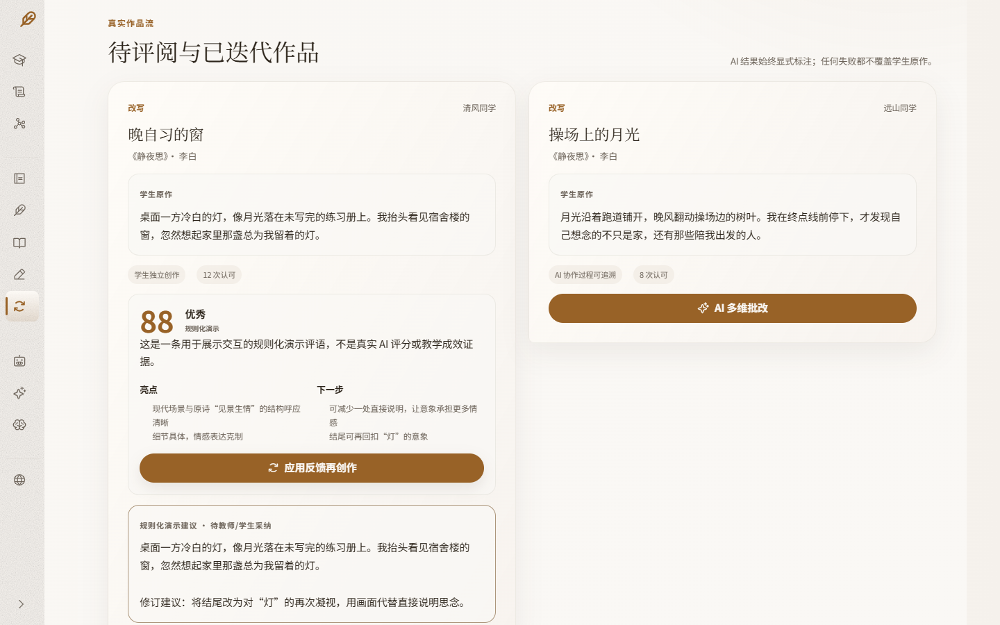 真实作品流
待评阅与已迭代作品
AI 结果始终显式标注；任何失败都不覆盖学生原作。
改写
清风同学
晚自习的窗
《静夜思》· 李白
学生原作
桌面一方冷白的灯，像月光落在未写完的练习册上。我抬头看见宿舍楼的
窗，忽然想起家里那盏总为我留着的灯。
学生独立创作
12 次认可
88
优秀
规则化演示
这是一条用于展示交互的规则化演示评语，不是真实 AI 评分或教学成效证
据。
亮点
现代场景与原诗“见景生情”的结构呼应
清晰
细节具体，情感表达克制
下一步
可减少一处直接说明，让意象承担更多情
感
结尾可再回扣“灯”的意象
应用反馈再创作
规则化演示建议 · 待教师/学生采纳
桌面一方冷白的灯，像月光落在未写完的练习册上。我抬头看见宿舍楼的
窗，忽然想起家里那盏总为我留着的灯。
修订建议：将结尾改为对“灯”的再次凝视，用画面代替直接说明思念。
改写
远山同学
操场上的月光
《静夜思》· 李白
学生原作
月光沿着跑道铺开，晚风翻动操场边的树叶。我在终点线前停下，才发现自
己想念的不只是家，还有那些陪我出发的人。
AI 协作过程可追溯
8 次认可
AI 多维批改